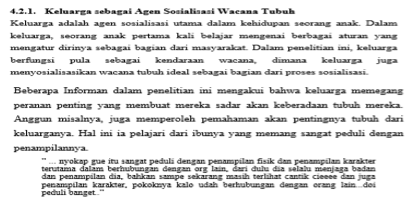 4.2.1. Keluarga sebagai Agen Sosialisasi Wacana Tubuh
Keluarga adalah agen sosialisasi utama dalam kehidupan seorang anak. Dalam
keluarga, seorang anak pertama kali belajar mengenai berbagai aturan yang
mengatur dirinya sebagai bagian dari masyarakat. Dalam penelitian ini, keluarga
berfungsi pula sebagai kendaraan wacana, dimana keluarga juga
menyosialisasikan wacana tubuh ideal sebagai bagian dari proses sosialisasi.
Beberapa Informan dalam penelitian ini mengakui bahwa keluarga memegang
peranan penting yang membuat mereka sadar akan keberadaan tubuh mereka.
Anggun misalnya, juga memperoleh pemahaman akan pentingnya tubuh dari
keluarganya. Hal ini ia pelajari dari ibunya yang memang sangat peduli dengan
penampilannya.
" ... nyokap gue itu sangat peduli dengan penampilan fisik dan penampilan karakter
terutama dalam berhubungan dengan org lain, dari dulu dia selalu menjaga badan
dan penampilan dia, bahkan sampe sekarang masih terlihat cantik cieeee dan juga
penampilan karakter, pokoknya kalo udah berhubungan dengan orang lain...doi
peduli banget.."